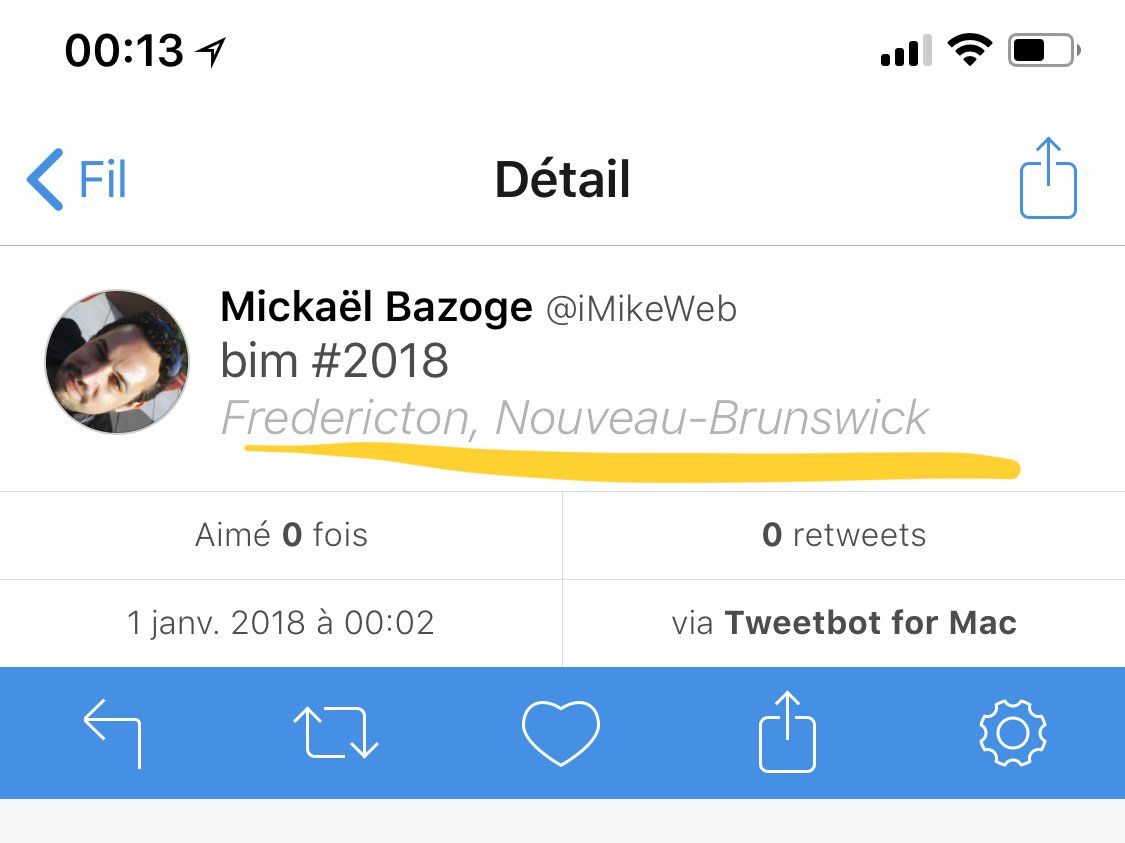 00:13
Fil
Détail
Mickaël Bazoge @iMikeWeb
bim #2018
Fredericton, Nouveau-Brunswick
Aimé 0 fois
0 retweets
1 janv. 2018 à 00:02
via Tweetbot for Mac